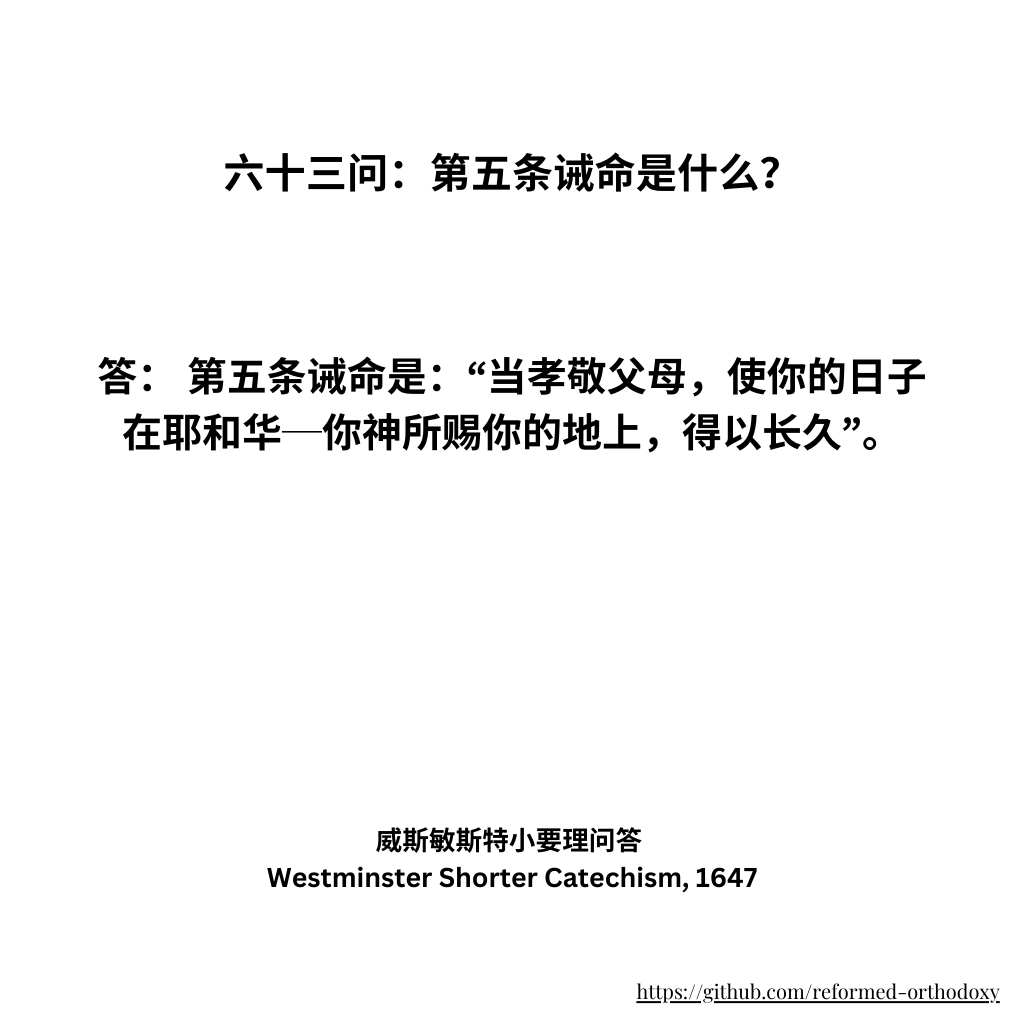 六十三问：第五条诫命是什么？
答： 第五条诫命是：“当孝敬父母，使你的日子
在耶和华—你神所赐你的地上，得以长久”。
威斯敏斯特小要理问答
Westminster Shorter Catechism, 1647
https://github.com/reformed-orthodoxy